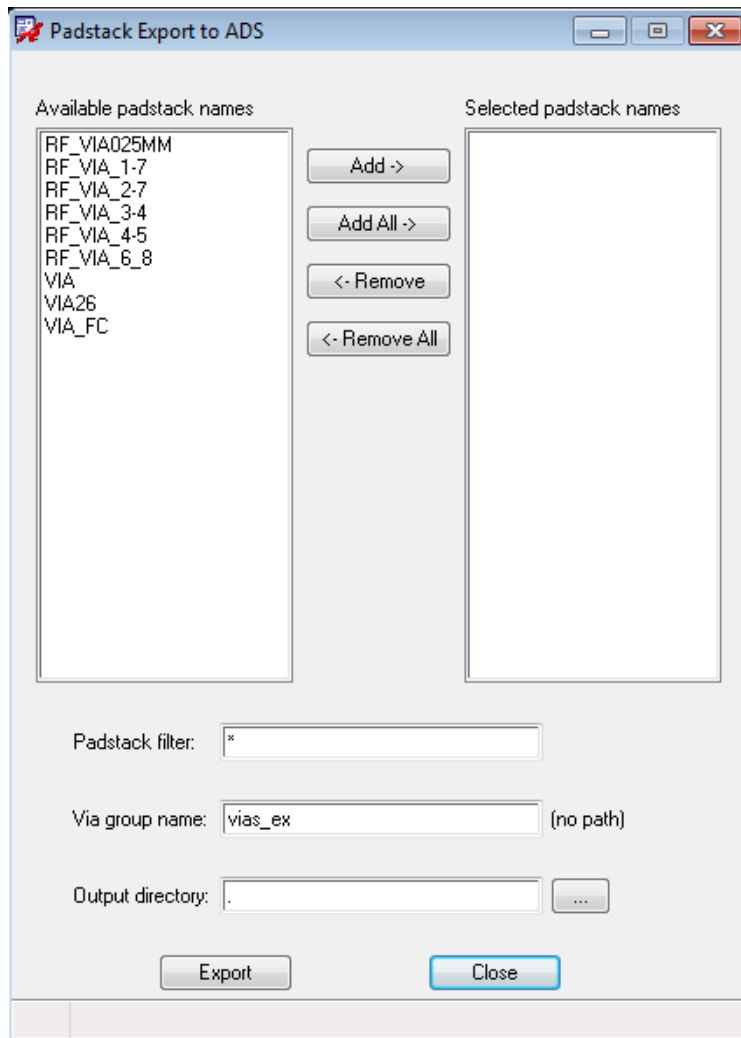 Padstack Export to ADS
Available padstack names
Selected padstack names
RF_VIA025MM
RF_VIA_1-7
RF_VIA_2-7
RF_VIA_3-4
RF_VIA_4-5
RF_VIA_6_8
VIA
VIA26
VIA_FC
Add ->
Add All ->
<- Remove
<- Remove All
Padstack filter: *
Via group name: vias_ex (no path)
Output directory: . ...
Export Close